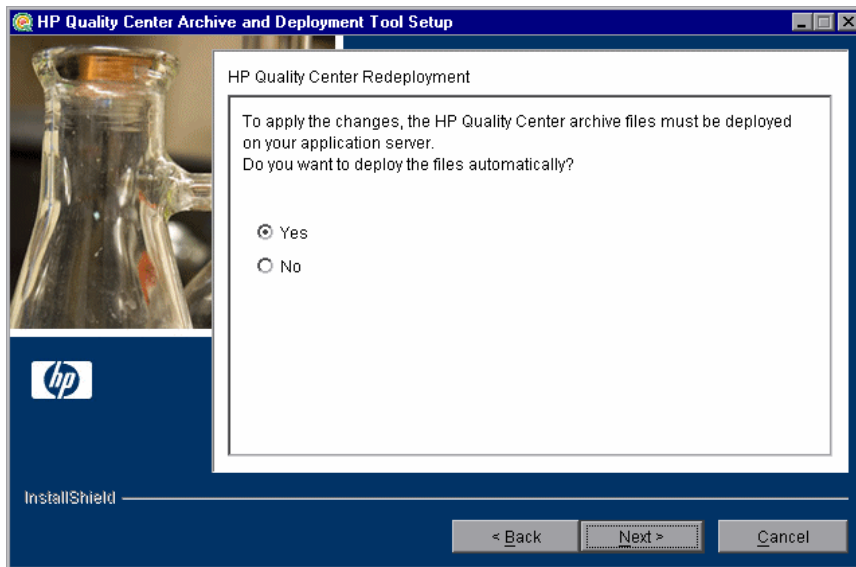 HP Quality Center Archive and Deployment Tool Setup
HP Quality Center Redeployment
To apply the changes, the HP Quality Center archive files must be deployed
on your application server.
Do you want to deploy the files automatically?
Yes
No
hp
InstallShield
< Back
Next >
Cancel